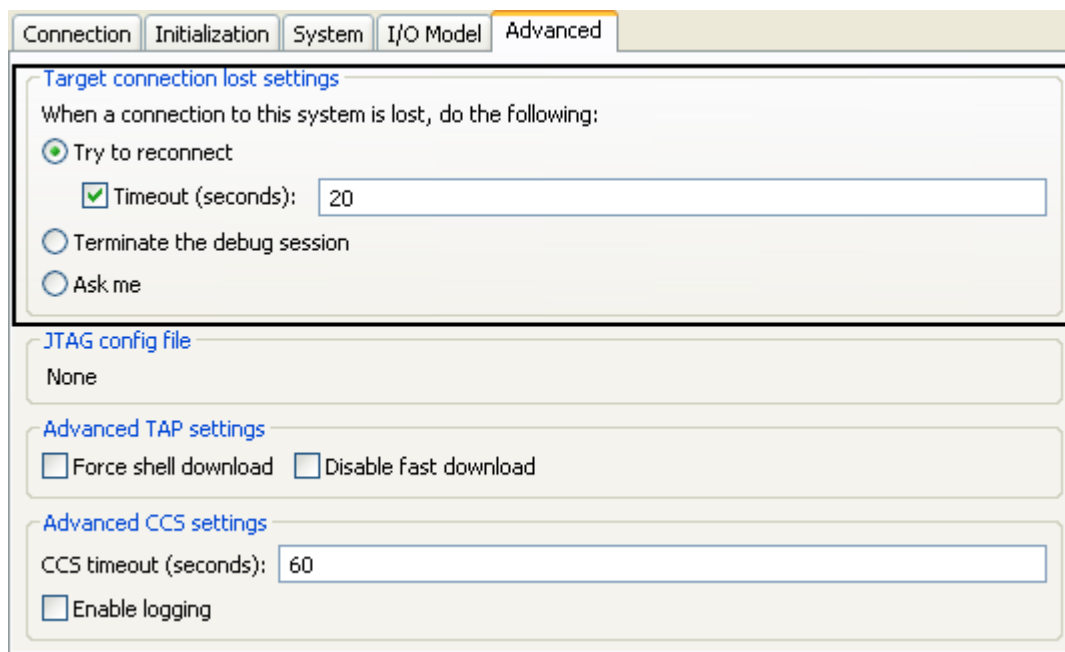 Connection Initialization System I/O Model Advanced
Target connection lost settings
When a connection to this system is lost, do the following:
Try to reconnect
Timeout (seconds): 20
Terminate the debug session
Ask me
JTAG config file
None
Advanced TAP settings
Force shell download Disable fast download
Advanced CCS settings
CCS timeout (seconds): 60
Enable logging